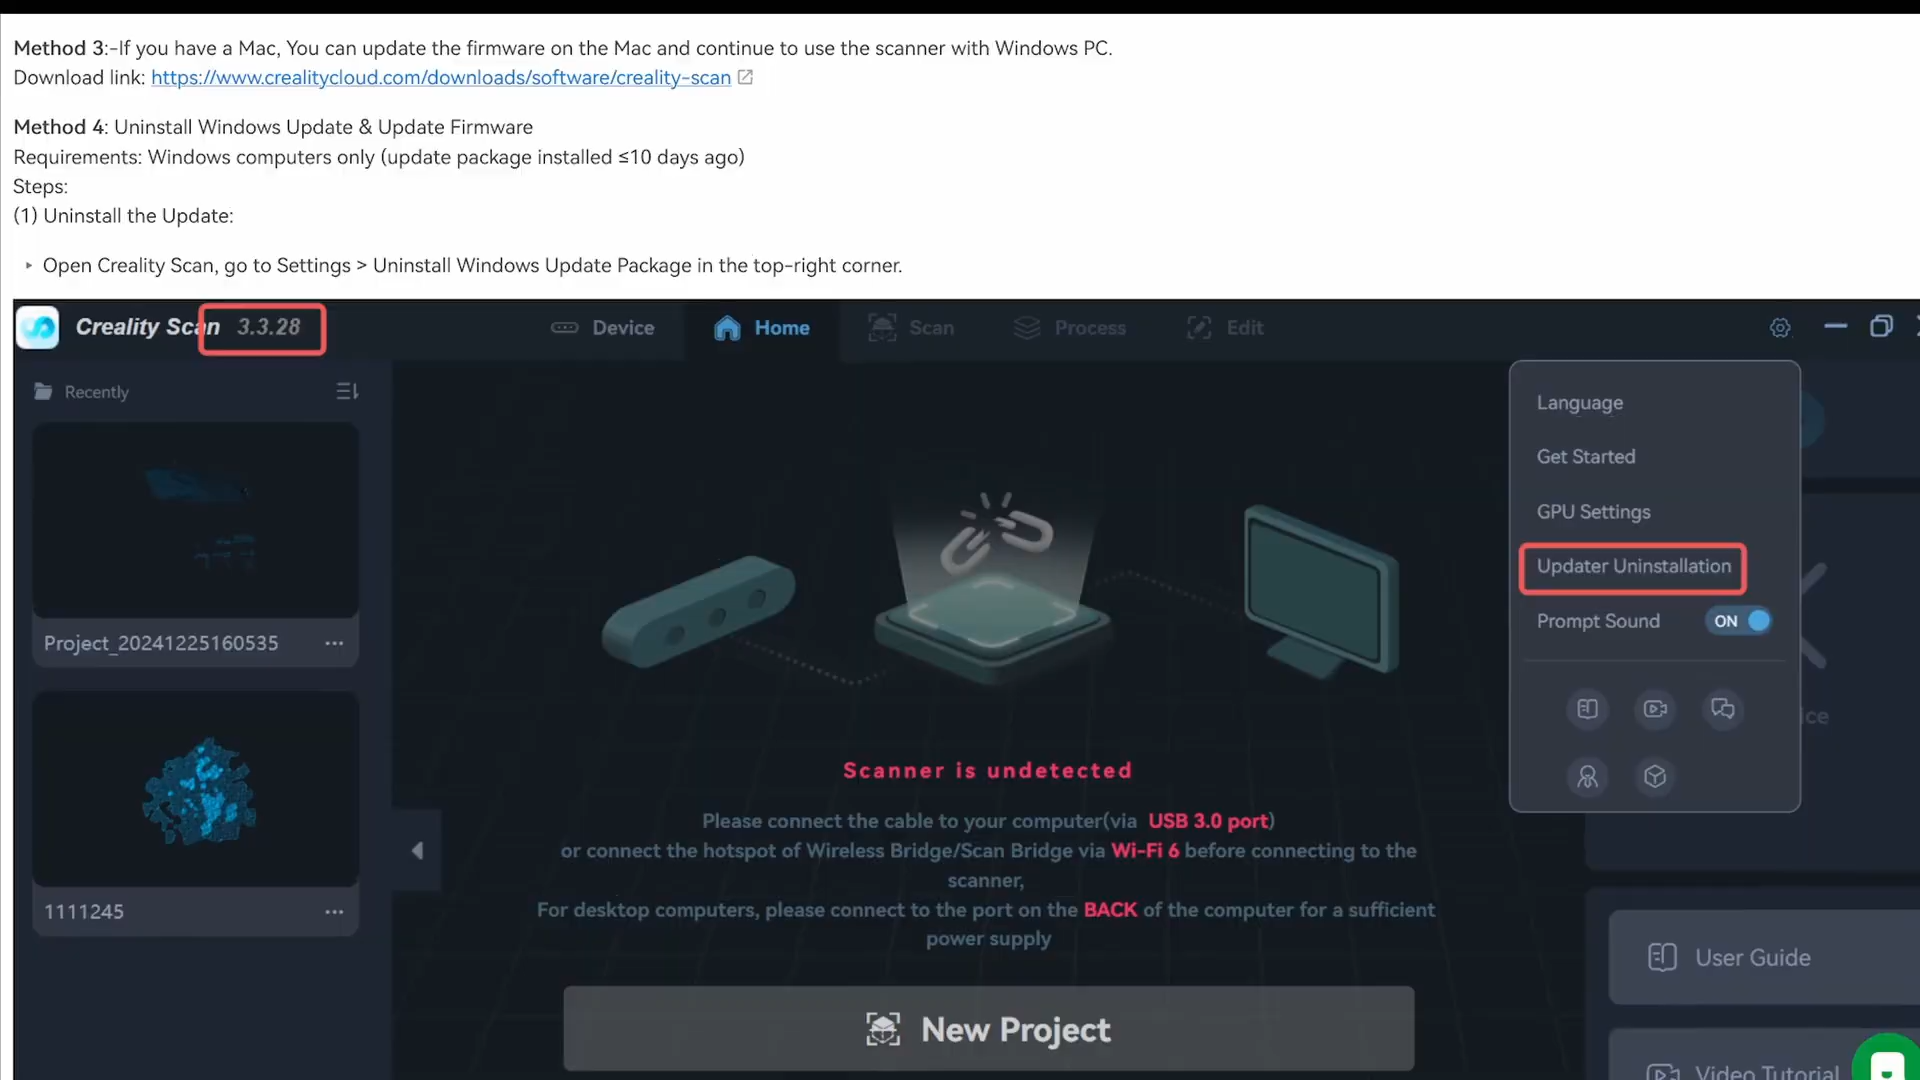 Method 3:-If you have a Mac, You can update the firmware on the Mac and continue to use the scanner with Windows PC.
Download link: https://www.crealitycloud.com/downloads/software/creality-scan
Method 4: Uninstall Windows Update & Update Firmware
Requirements: Windows computers only (update package installed ≤10 days ago)
Steps:
(1) Uninstall the Update:
Open Creality Scan, go to Settings > Uninstall Windows Update Package in the top-right corner.
Creality Scan 3.3.28
Device
Home
Scan
Process
Edit
Recently
Project_20241225160535
1111245
Language
Get Started
GPU Settings
Updater Uninstallation
Prompt Sound ON
Scanner is undetected
Please connect the cable to your computer(via USB 3.0 port)
or connect the hotspot of Wireless Bridge/Scan Bridge via Wi-Fi 6 before connecting to the
scanner,
For desktop computers, please connect to the port on the BACK of the computer for a sufficient
power supply
New Project
User Guide
Video Tutorial